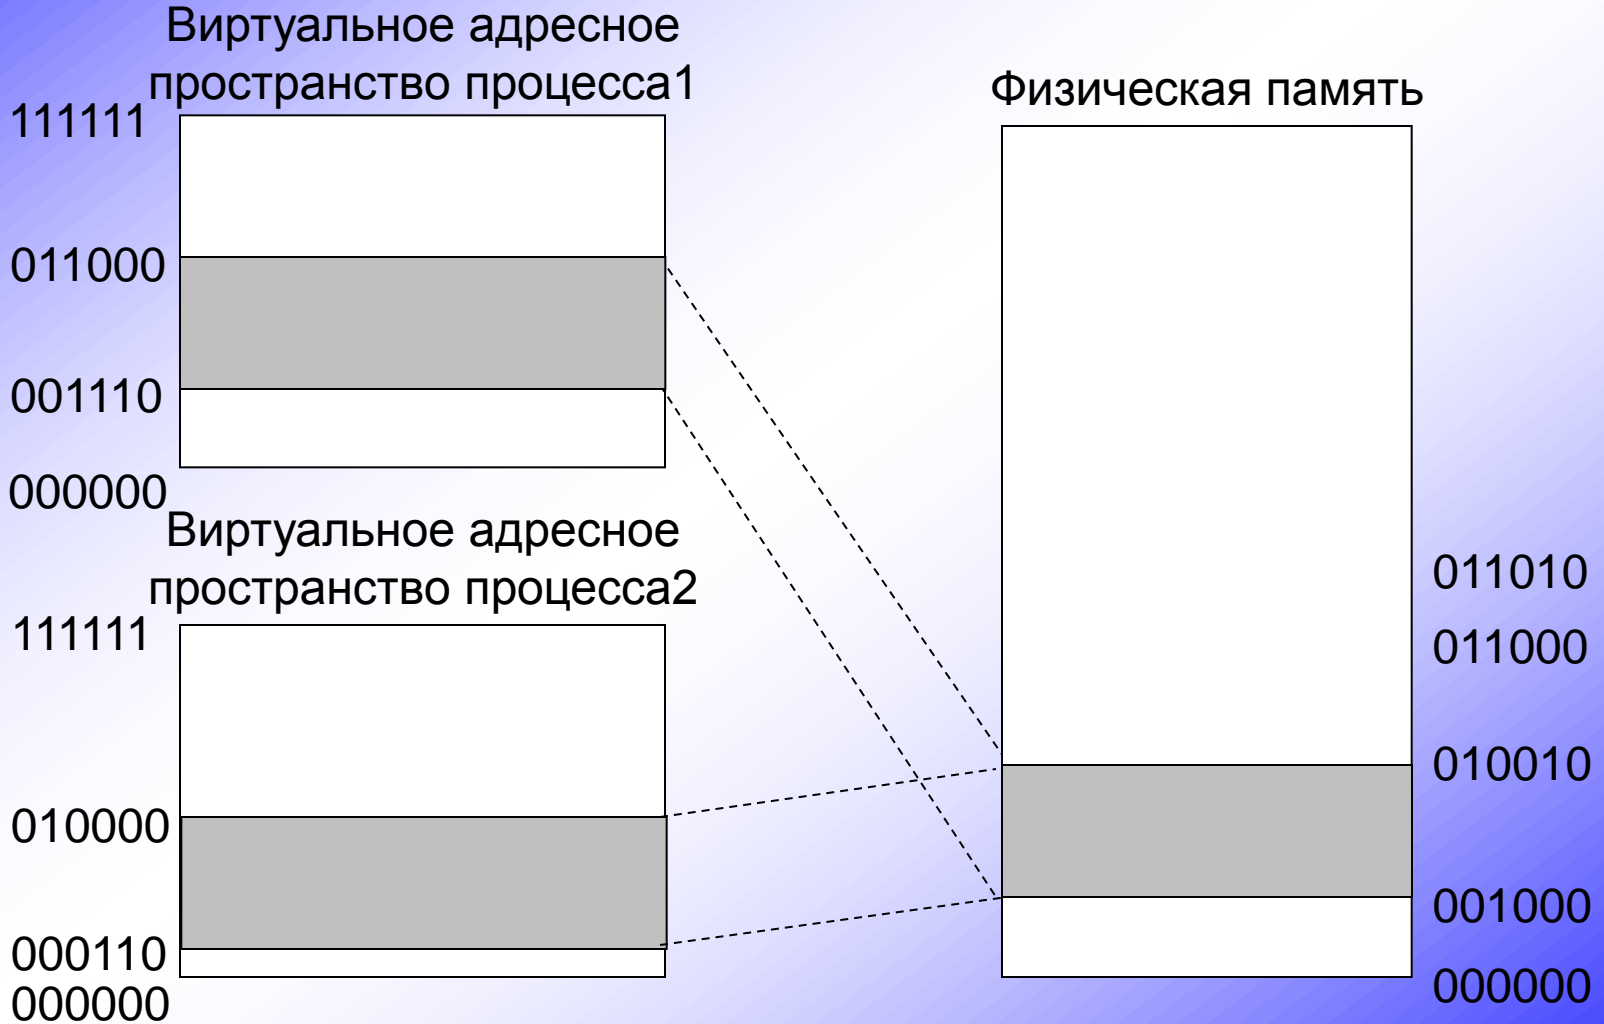 Виртуальное адресное
пространство процесса1
111111
011000
001110
000000
Виртуальное адресное
пространство процесса2
111111
010000
000110
000000
Физическая память
011010
011000
010010
001000
000000